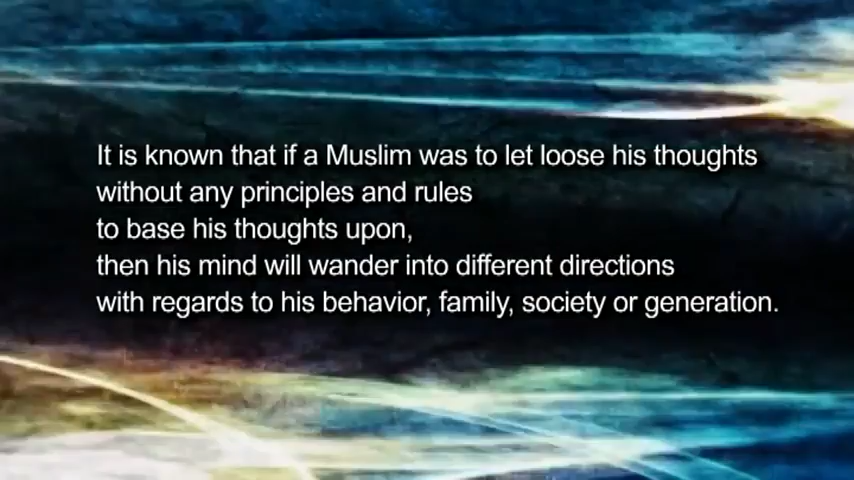 It is known that if a Muslim was to let loose his thoughts
without any principles and rules
to base his thoughts upon,
then his mind will wander into different directions
with regards to his behavior, family, society or generation.